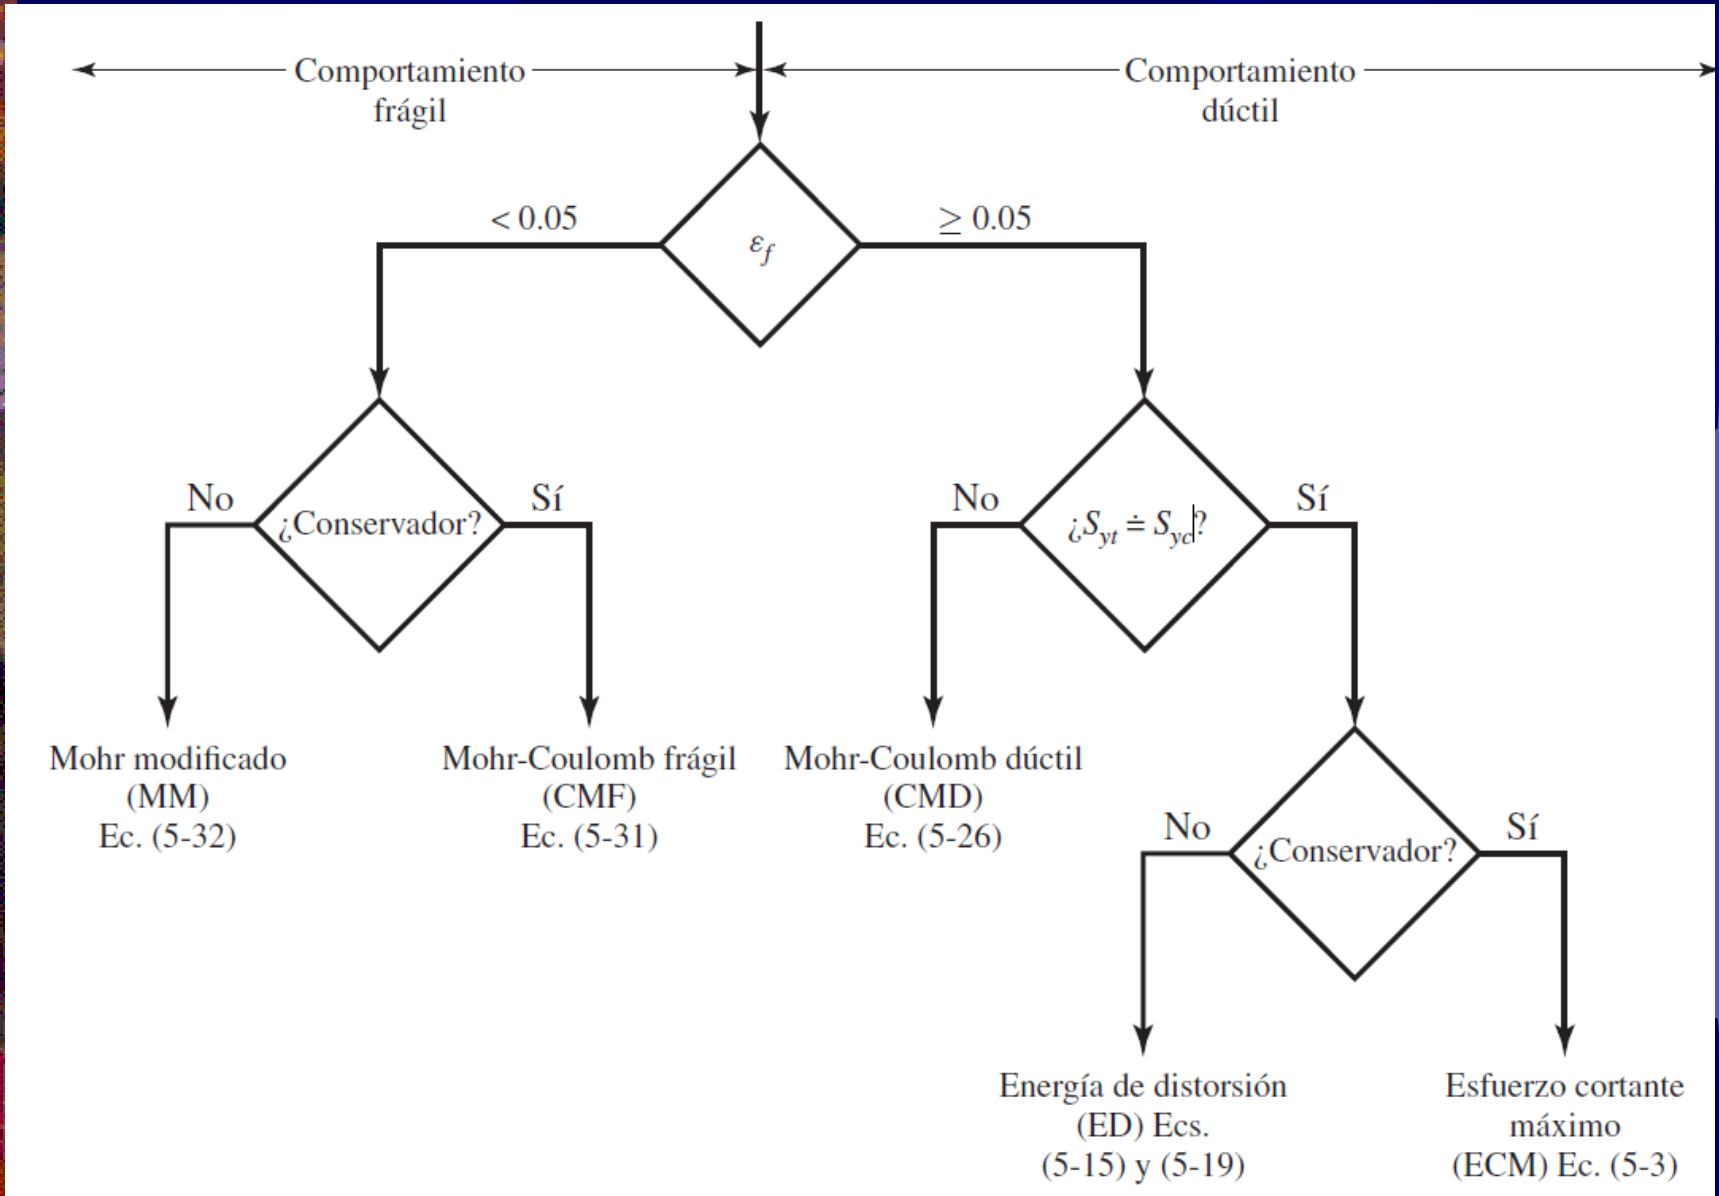 Comportamiento
frágil
Comportamiento
dúctil
< 0.05
≥ 0.05
εf
No
¿Conservador?
Sí
No
¿Syt ≐ Syc?
Sí
Mohr modificado
(MM)
Ec. (5-32)
Mohr-Coulomb frágil
(CMF)
Ec. (5-31)
Mohr-Coulomb dúctil
(CMD)
Ec. (5-26)
No
¿Conservador?
Sí
Energía de distorsión
(ED) Ecs.
(5-15) y (5-19)
Esfuerzo cortante
máximo
(ECM) Ec. (5-3)